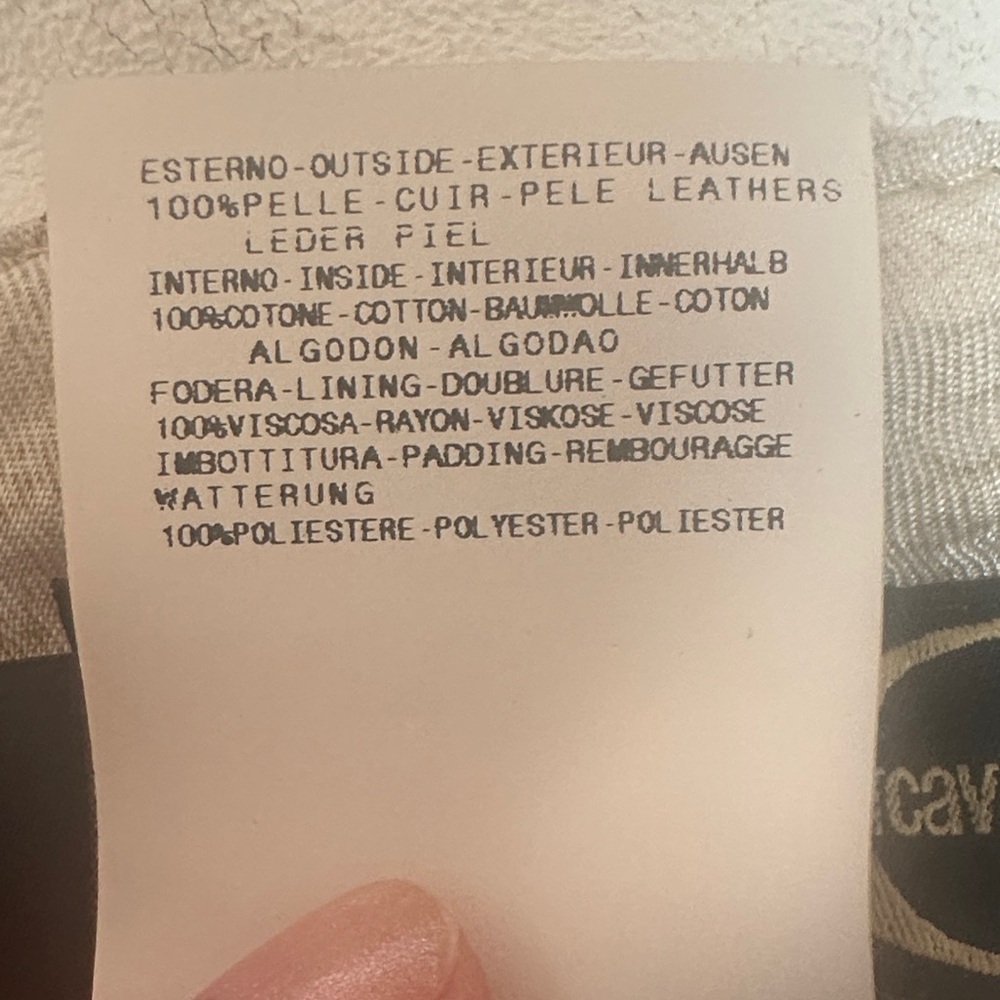 ESTERNO-OUTSIDE-EXTERIEUR-AUSEN
100%PELLE-CUIR-PELE LEATHERS
LEDER PIEL
INTERNO-INSIDE-INTERIEUR-INNERHALB
100%COTONE-COTTON-BAUMWOLLE-COTON
ALGODON-ALGODAO
FODERA-LINING-DOUBLURE-GEFUTTER
100%VISCOSA-RAYON-VISKOSE-VISCOSE
IMBOTTITURA-PADDING-REMBOURAGGE
WATTERUNG
100%POLIESTERE-POLYESTER-POLIESTER
cav